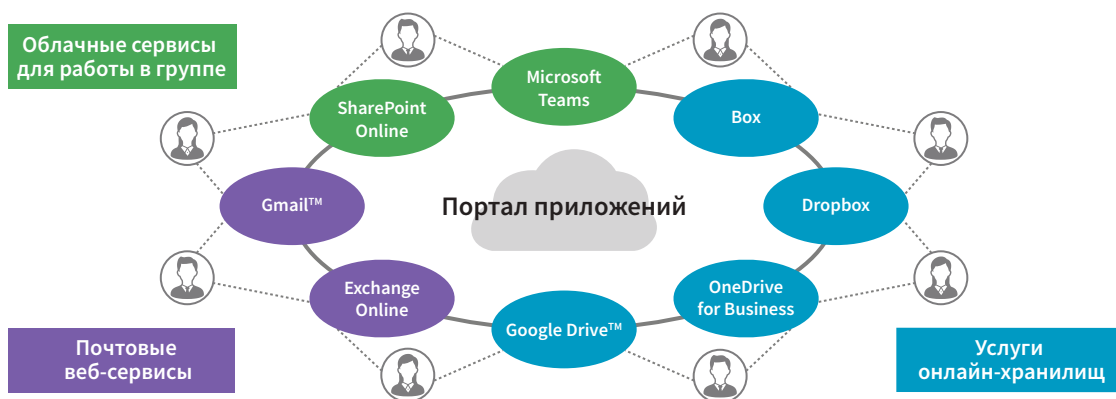 Облачные сервисы
для работы в группе
Microsoft
Teams
SharePoint
Online
Box
Gmail™
Портал приложений
Dropbox
Exchange
Online
OneDrive
for Business
Google Drive™
Почтовые
веб-сервисы
Услуги
онлайн-хранилищ